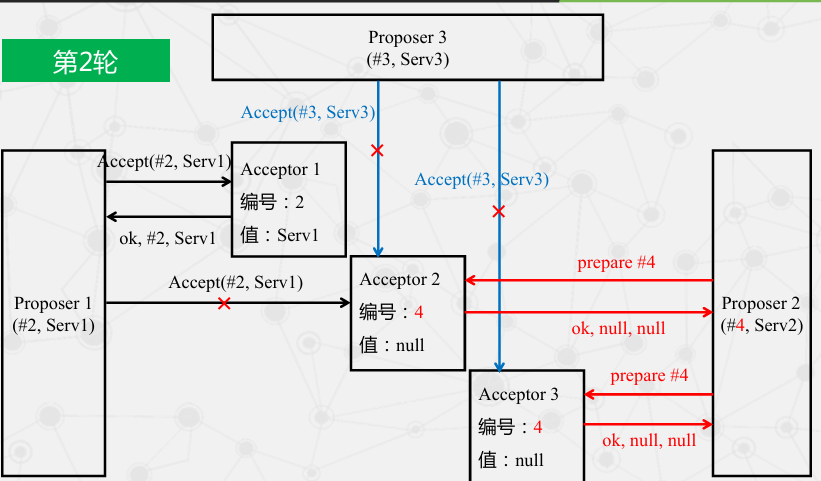 Proposer 3
(#3, Serv3)
第2轮
Accept(#3, Serv3)
Accept(#2, Serv1)
Acceptor 1
编号：2
值：Serv1
ok, #2, Serv1
Accept(#3, Serv3)
Proposer 1
(#2, Serv1)
Accept(#2, Serv1)
Acceptor 2
编号：4
值：null
prepare #4
ok, null, null
Proposer 2
(#4, Serv2)
Acceptor 3
编号：4
值：null
prepare #4
ok, null, null